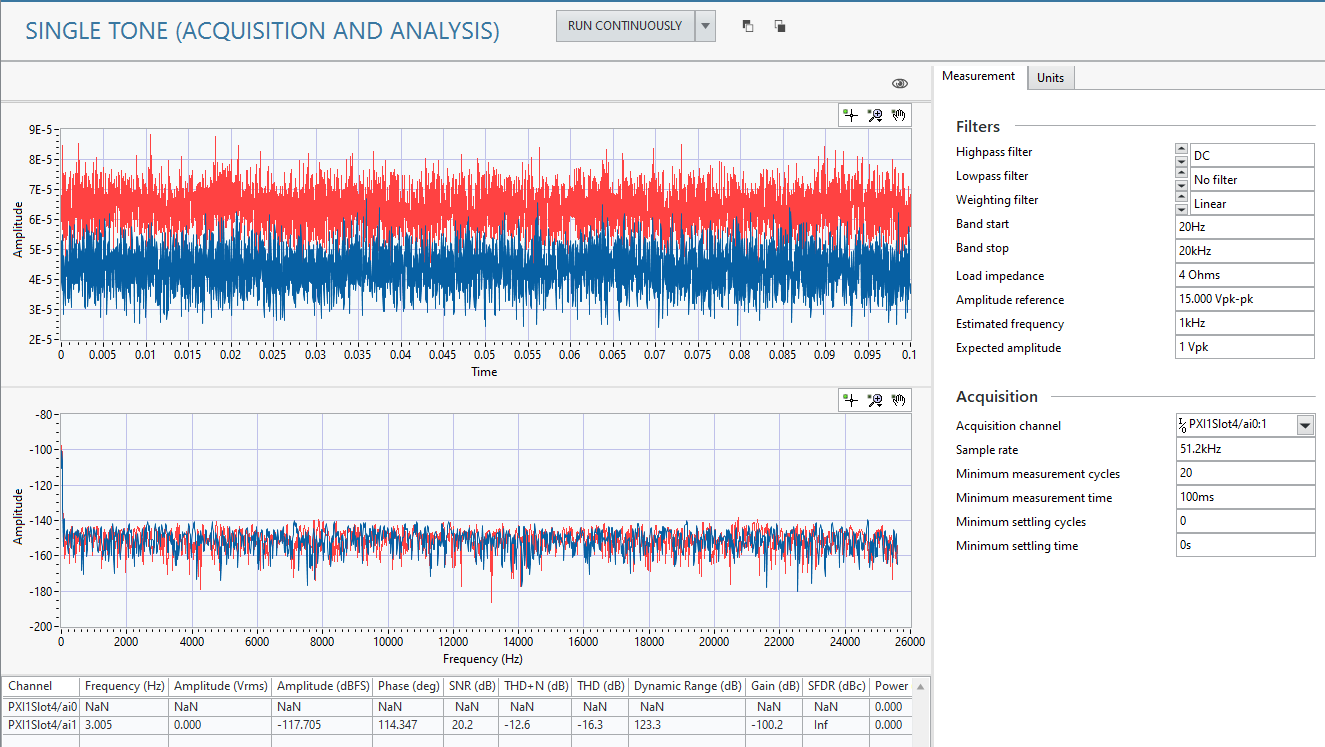 SINGLE TONE (ACQUISITION AND ANALYSIS)
RUN CONTINUOUSLY
Measurement
Units
9E-5
8E-5
7E-5
6E-5
5E-5
4E-5
3E-5
2E-5
Amplitude
0 0.005 0.01 0.015 0.02 0.025 0.03 0.035 0.04 0.045 0.05 0.055 0.06 0.065 0.07 0.075 0.08 0.085 0.09 0.095 0.1
Time
-80
-100
-120
-140
-160
-180
-200
Amplitude
0 2000 4000 6000 8000 10000 12000 14000 16000 18000 20000 22000 24000 26000
Frequency (Hz)
Channel Frequency (Hz) Amplitude (Vrms) Amplitude (dBFS) Phase (deg) SNR (dB) THD+N (dB) THD (dB) Dynamic Range (dB) Gain (dB) SFDR (dBc) Power
PXI1Slot4/ai0 NaN NaN NaN NaN NaN NaN NaN NaN NaN NaN 0.000
PXI1Slot4/ai1 3.005 0.000 -117.705 114.347 20.2 -12.6 -16.3 123.3 -100.2 Inf 0.000
Filters
Highpass filter DC
Lowpass filter No filter
Weighting filter Linear
Band start 20Hz
Band stop 20kHz
Load impedance 4 Ohms
Amplitude reference 15.000 Vpk-pk
Estimated frequency 1kHz
Expected amplitude 1 Vpk
Acquisition
Acquisition channel I/0 PXI1Slot4/ai0:1
Sample rate 51.2kHz
Minimum measurement cycles 20
Minimum measurement time 100ms
Minimum settling cycles 0
Minimum settling time 0s